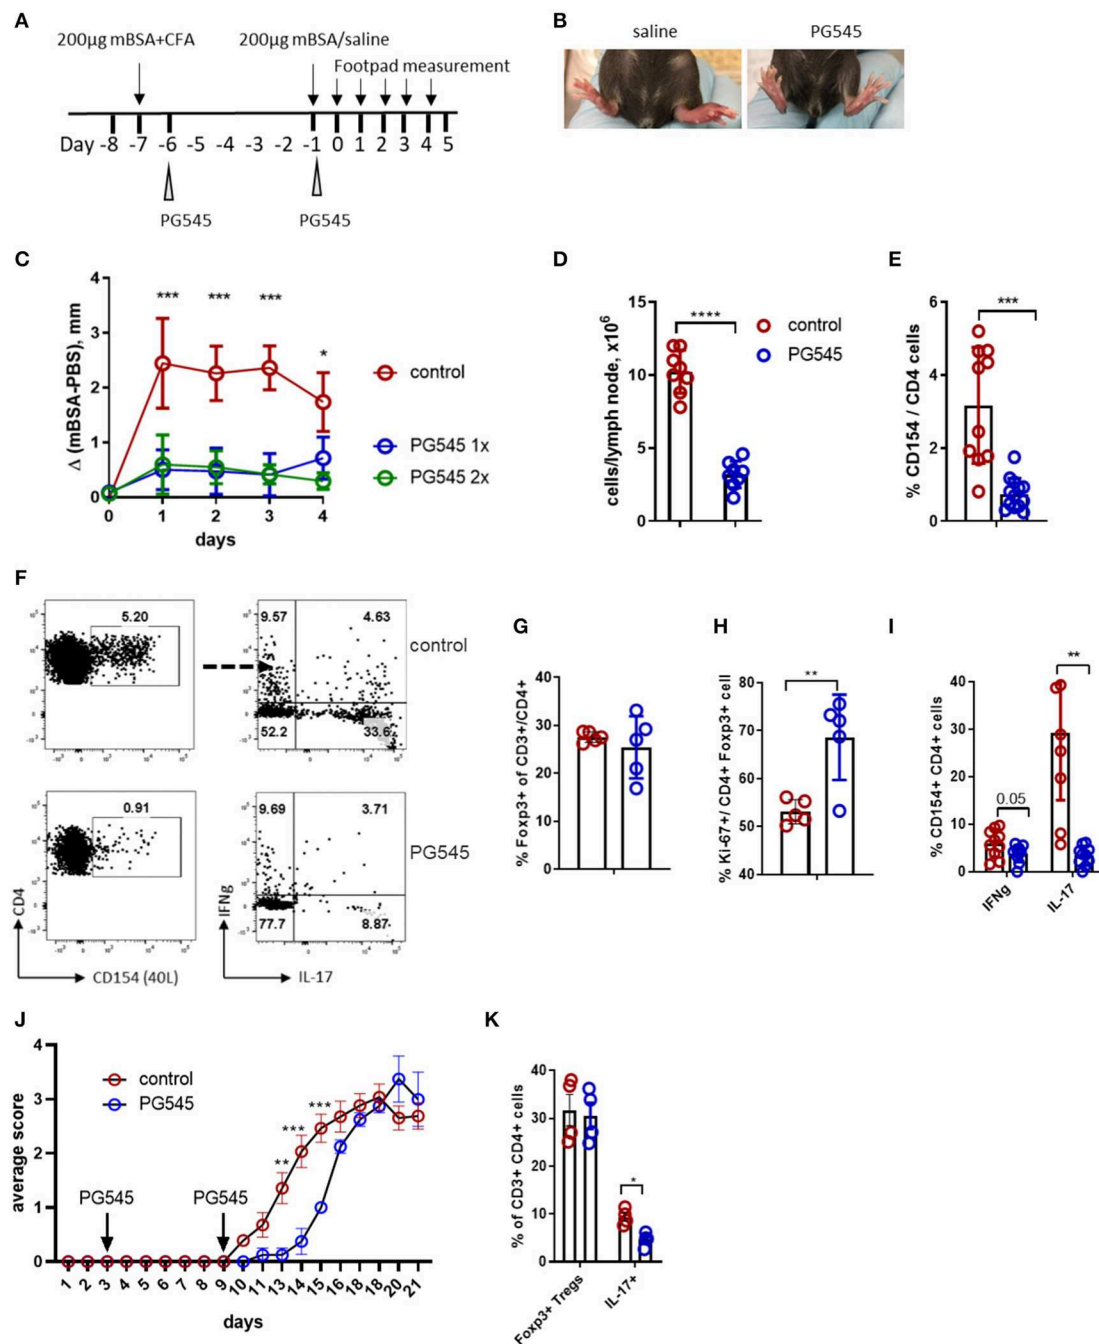 A
200µg mBSA+CFA
200µg mBSA/saline
Footpad measurement
Day -8 -7 -6 -5 -4 -3 -2 -1 0 1 2 3 4 5
PG545
PG545
B
saline
PG545
C
Δ (mBSA-PBS), mm
4
3
2
1
0
***
***
***
*
0 1 2 3 4
days
control
PG545 1x
PG545 2x
D
cells/lymph node, x10⁶
15
10
5
0
****
control
PG545
E
% CD154 / CD4 cells
6
4
2
0
***
F
5.20
9.57
4.63
52.2
33.6
control
0.91
9.69
3.71
77.7
8.87
PG545
CD4
CD154 (40L)
IFNg
IL-17
G
% Foxp3+ of CD3+/CD4+
40
30
20
10
0
H
% Ki-67+/ CD4+ Foxp3+ cell
80
70
60
50
40
**
I
% CD154+ CD4+ cells
40
30
20
10
0
0.05
**
IFNg
IL-17
J
average score
4
3
2
1
0
control
PG545
PG545
PG545
**
***
***
1 2 3 4 5 6 7 8 9 10 11 13 14 15 16 18 18 20 21
days
K
% of CD3+ CD4+ cells
40
30
20
10
0
*
Foxp3+ Tregs
IL-17+